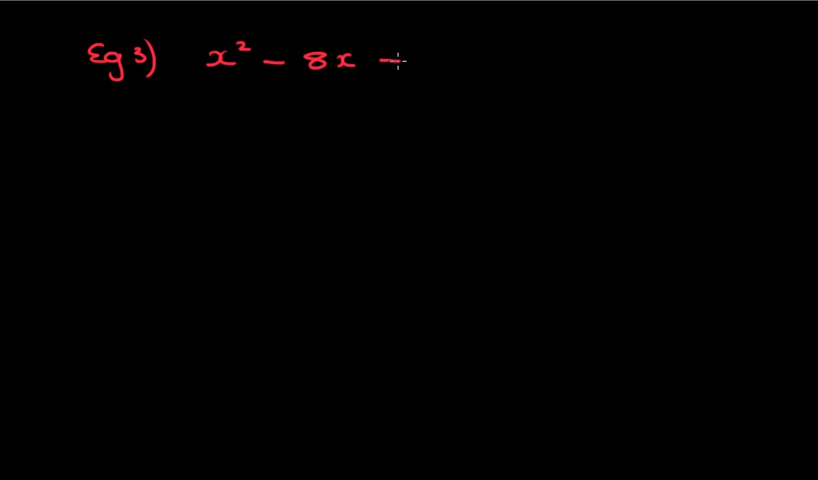 Eg 3) x² - 8x -